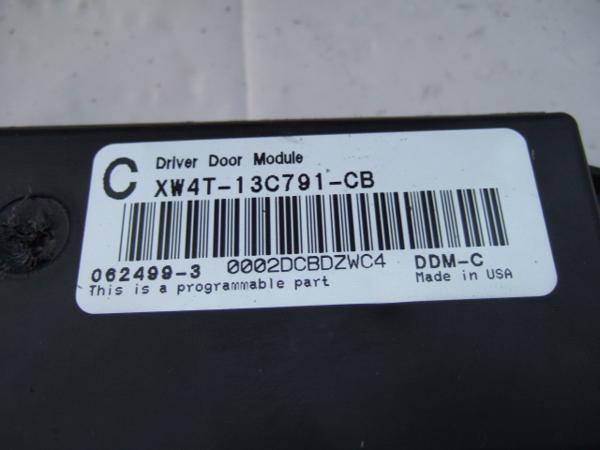 C Driver Door Module
XW4T-13C791-CB
062499-3 0002DCBDZWC4 DDM-C
This is a programmable part Made in USA